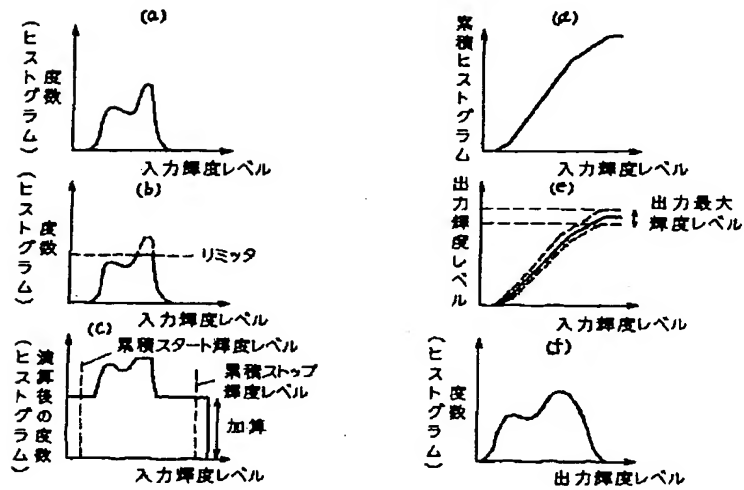 (a)
度数
(ヒストグラム)
入力輝度レベル
(b)
度数
(ヒストグラム)
リミッタ
入力輝度レベル
(c)
累積スタート輝度レベル
累積ストップ
輝度レベル
加算
演算後の度数
(ヒストグラム)
入力輝度レベル
(d)
累積ヒストグラム
入力輝度レベル
(e)
出力輝度レベル
出力最大
輝度レベル
入力輝度レベル
(f)
度数
(ヒストグラム)
出力輝度レベル